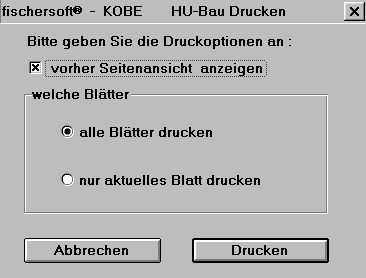 fischersoft® - KOBE HU-Bau Drucken
Bitte geben Sie die Druckoptionen an :
vorher Seitenansicht anzeigen
welche Blätter
alle Blätter drucken
nur aktuelles Blatt drucken
Abbrechen Drucken